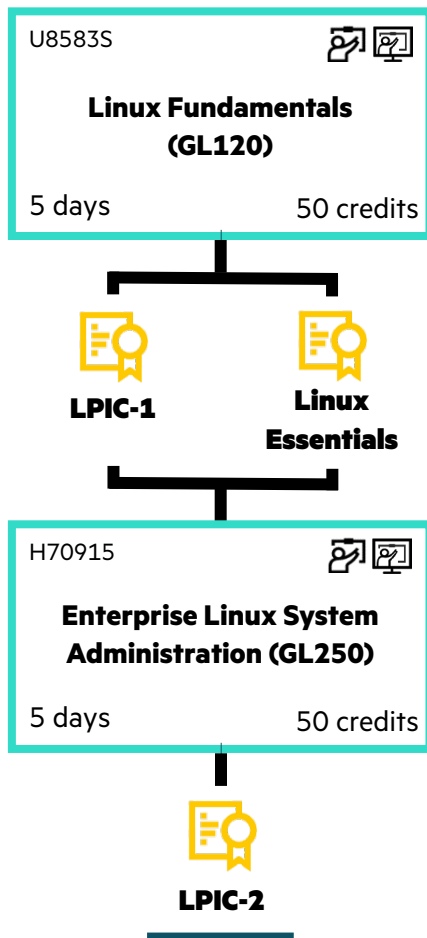 U8583S
Linux Fundamentals
(GL120)
5 days
50 credits
LPIC-1
Linux
Essentials
H70915
Enterprise Linux System
Administration (GL250)
5 days
50 credits
LPIC-2